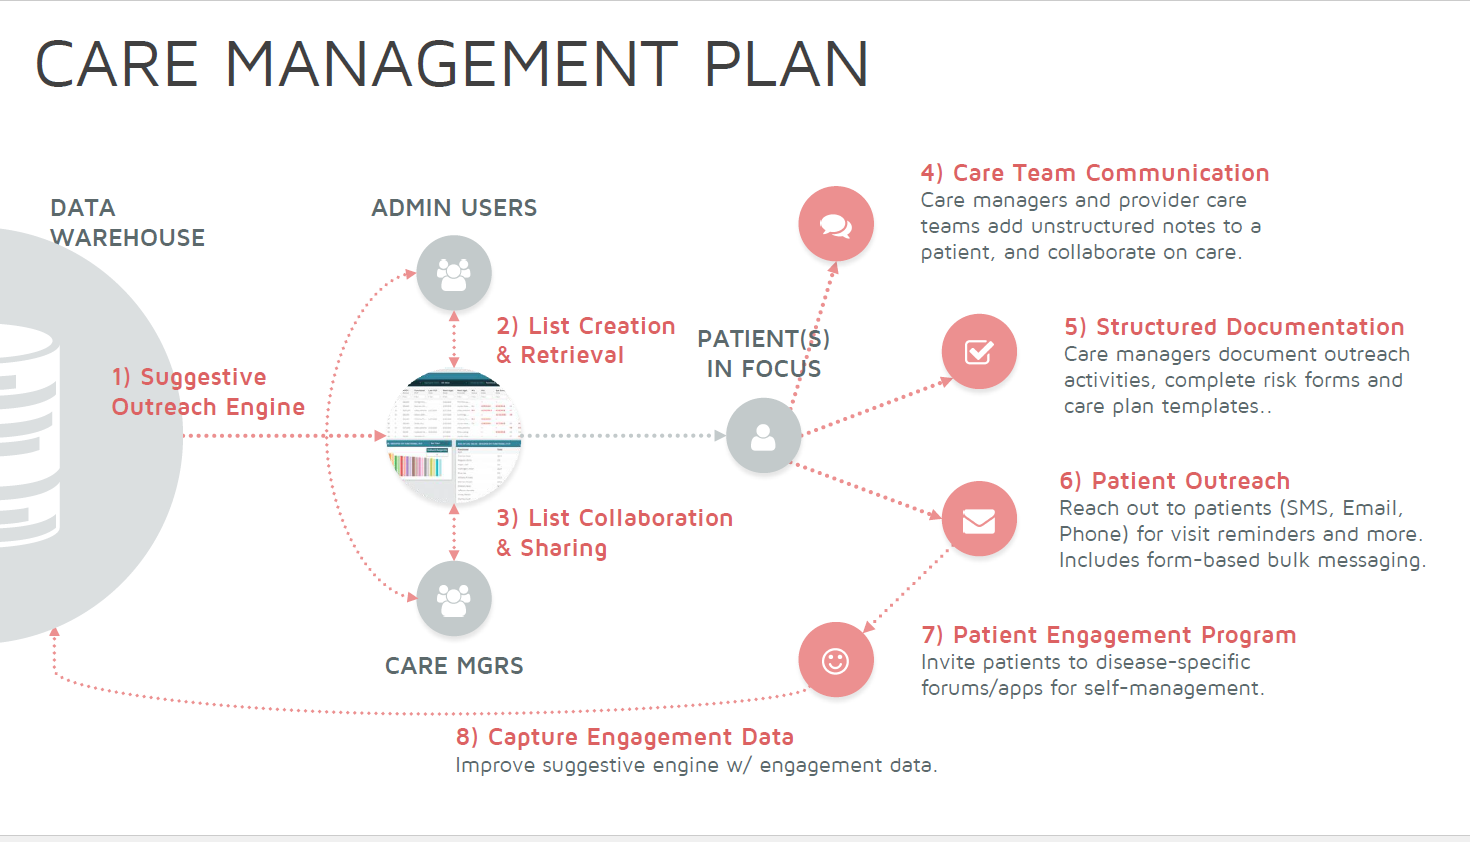 CARE MANAGEMENT PLAN
DATA
WAREHOUSE
ADMIN USERS
1) Suggestive
Outreach Engine
2) List Creation
& Retrieval
3) List Collaboration
& Sharing
CARE MGRS
PATIENT(S)
IN FOCUS
4) Care Team Communication
Care managers and provider care
teams add unstructured notes to a
patient, and collaborate on care.
5) Structured Documentation
Care managers document outreach
activities, complete risk forms and
care plan templates..
6) Patient Outreach
Reach out to patients (SMS, Email,
Phone) for visit reminders and more.
Includes form-based bulk messaging.
7) Patient Engagement Program
Invite patients to disease-specific
forums/apps for self-management.
8) Capture Engagement Data
Improve suggestive engine w/ engagement data.